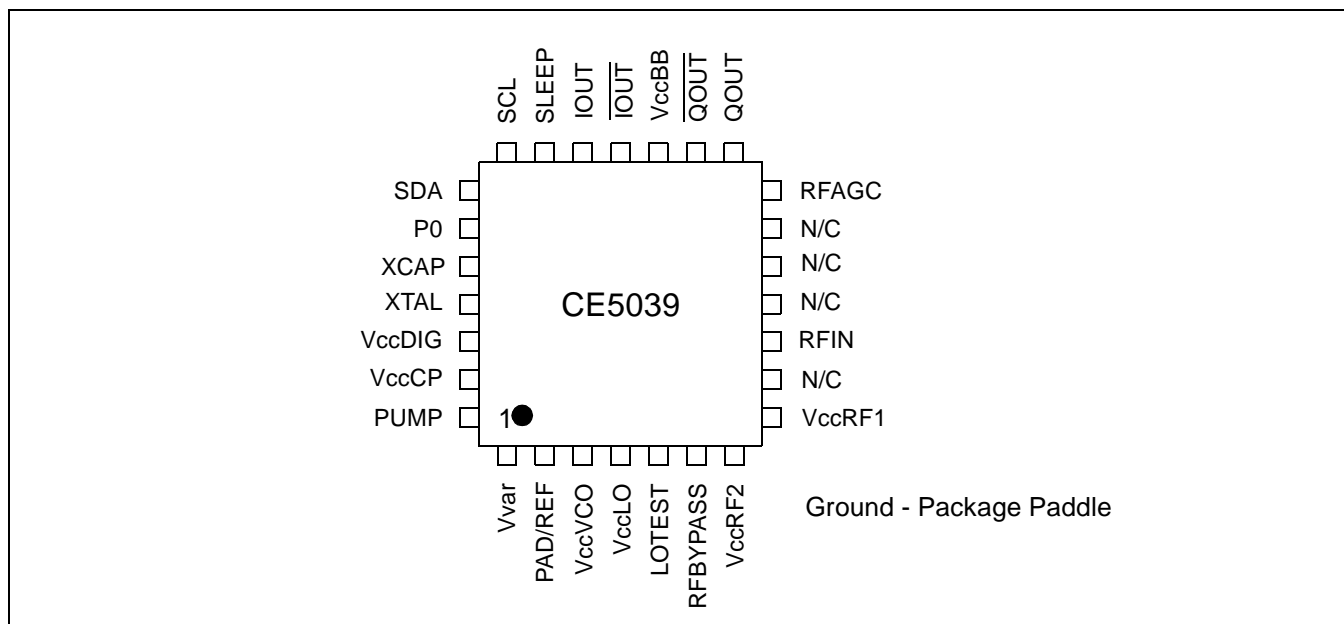 SCL
SLEEP
IOUT
IOUT
VccBB
QOUT
QOUT
SDA
P0
XCAP
XTAL
VccDIG
VccCP
PUMP
CE5039
1
RFAGC
N/C
N/C
N/C
RFIN
N/C
VccRF1
Vvar
PAD/REF
VccVCO
VccLO
LOTEST
RFBYPASS
VccRF2
Ground - Package Paddle